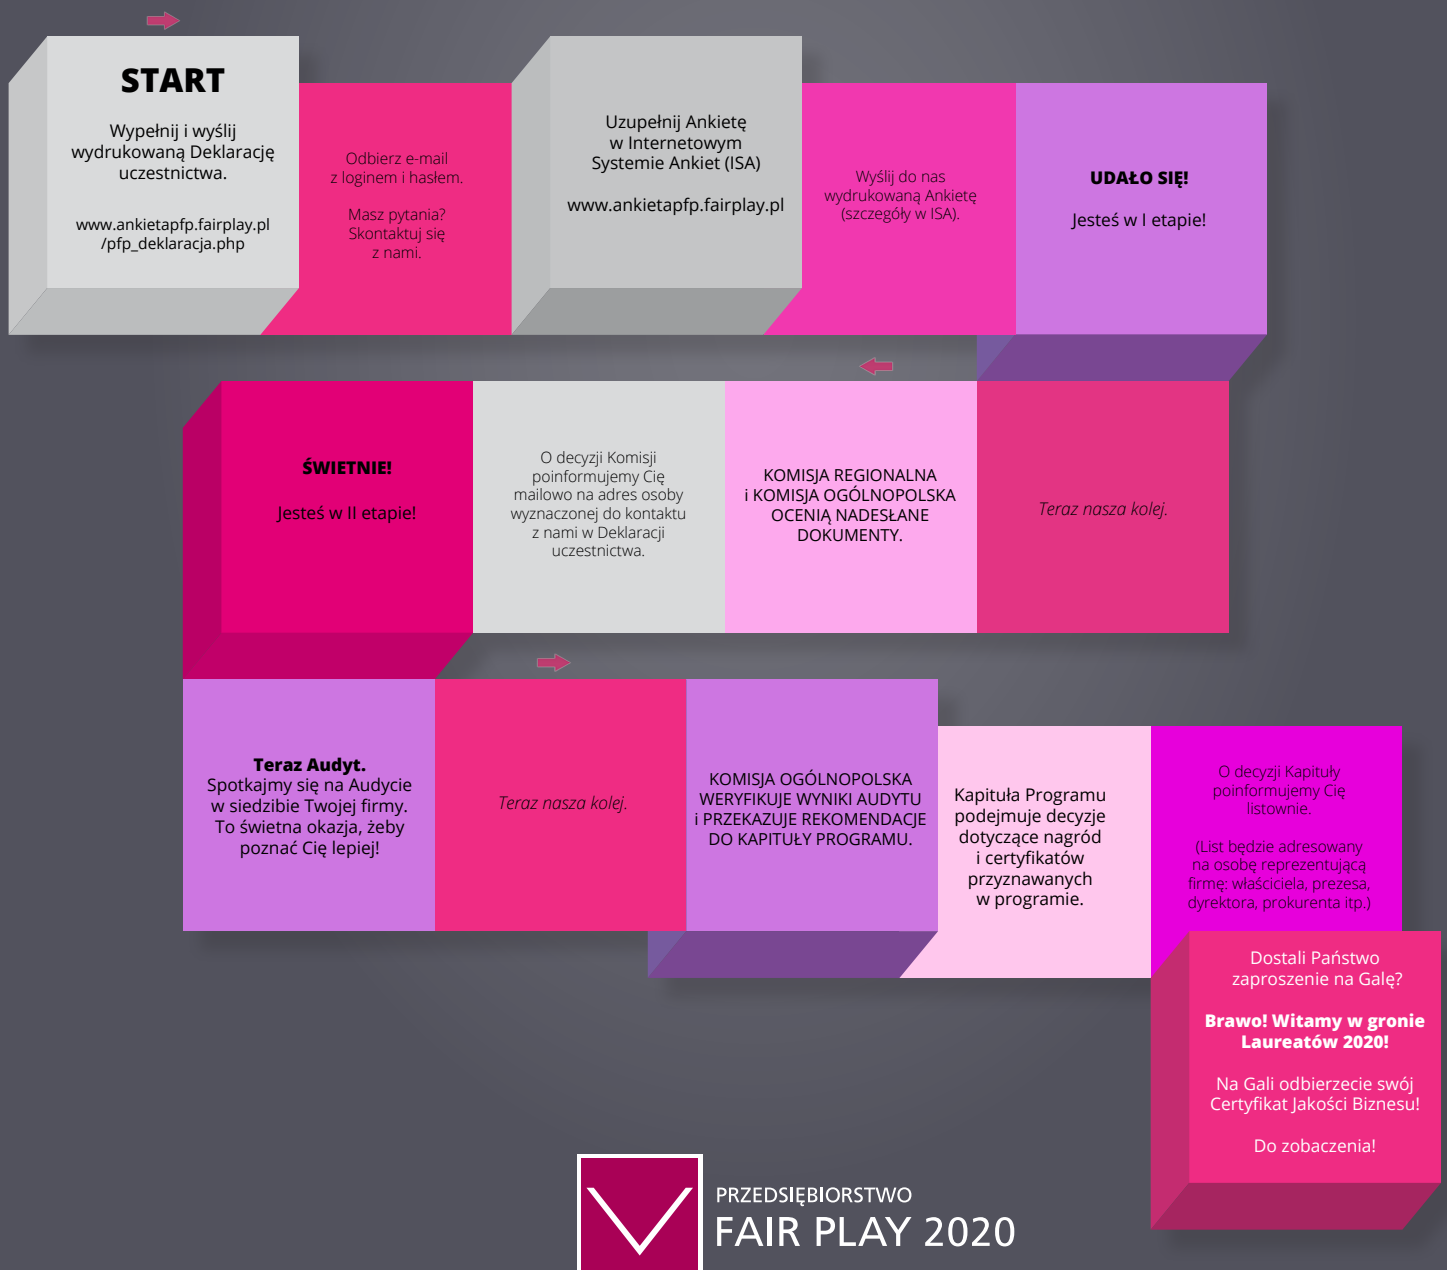 START
Wypełnij i wyślij
wydrukowaną Deklarację
uczestnictwa.
www.ankietapfp.fairplay.pl
/pfp_deklaracja.php
Odbierz e-mail
z loginem i hasłem.
Masz pytania?
Skontaktuj się
z nami.
Uzupełnij Ankietę
w Internetowym
Systemie Ankiet (ISA)
www.ankietapfp.fairplay.pl
Wyślij do nas
wydrukowaną Ankietę
(szczegóły w ISA).
UDAŁO SIĘ!
Jesteś w I etapie!
Teraz nasza kolej.
KOMISJA REGIONALNA
i KOMISJA OGÓLNOPOLSKA
OCENIĄ NADESŁANE
DOKUMENTY.
O decyzji Komisji
poinformujemy Cię
mailowo na adres osoby
wyznaczonej do kontaktu
z nami w Deklaracji
uczestnictwa.
ŚWIETNIE!
Jesteś w II etapie!
Teraz Audyt.
Spotkajmy się na Audycie
w siedzibie Twojej firmy.
To świetna okazja, żeby
poznać Cię lepiej!
Teraz nasza kolej.
KOMISJA OGÓLNOPOLSKA
WERYFIKUJE WYNIKI AUDYTU
i PRZEKAZUJE REKOMENDACJE
DO KAPITUŁY PROGRAMU.
Kapituła Programu
podejmuje decyzje
dotyczące nagród
i certyfikatów
przyznawanych
w programie.
O decyzji Kapituły
poinformujemy Cię
listownie.
(List będzie adresowany
na osobę reprezentującą
firmę: właściciela, prezesa,
dyrektora, prokurenta itp.)
Dostali Państwo
zaproszenie na Galę?
Brawo! Witamy w gronie
Laureatów 2020!
Na Gali odbierzecie swój
Certyfikat Jakości Biznesu!
Do zobaczenia!
PRZEDSIĘBIORSTWO
FAIR PLAY 2020